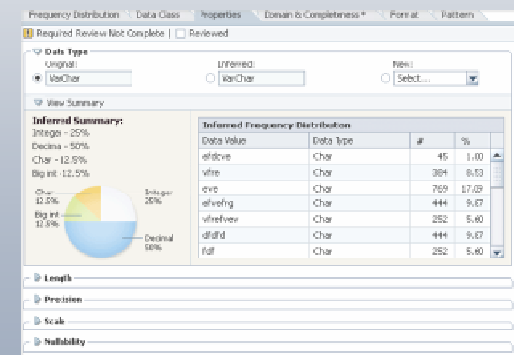 Frequency Distribution Data Class Properties Domain & Completeness* Format Pattern
Required Review Not Complete | Reviewed
Data Type
Original: Inferred: New:
VarChar VarChar Select...
View Summary
Inferred Summary:
Integer - 25%
Decima - 50%
Char - 12.5%
Big int - 12.5%
Char 12.5%
Integer 25%
Big int 12.5%
Decimal 50%
Inferred Frequency Distribution
Data Value Data Type # %
Char 45 1.00
vfre Char 384 8.53
eve Char 769 17.09
efvefrg Char 444 9.87
vfrefvev Char 252 5.60
dfdfd Char 444 9.87
fdf Char 252 5.60
Length
Precision
Scale
Nullability